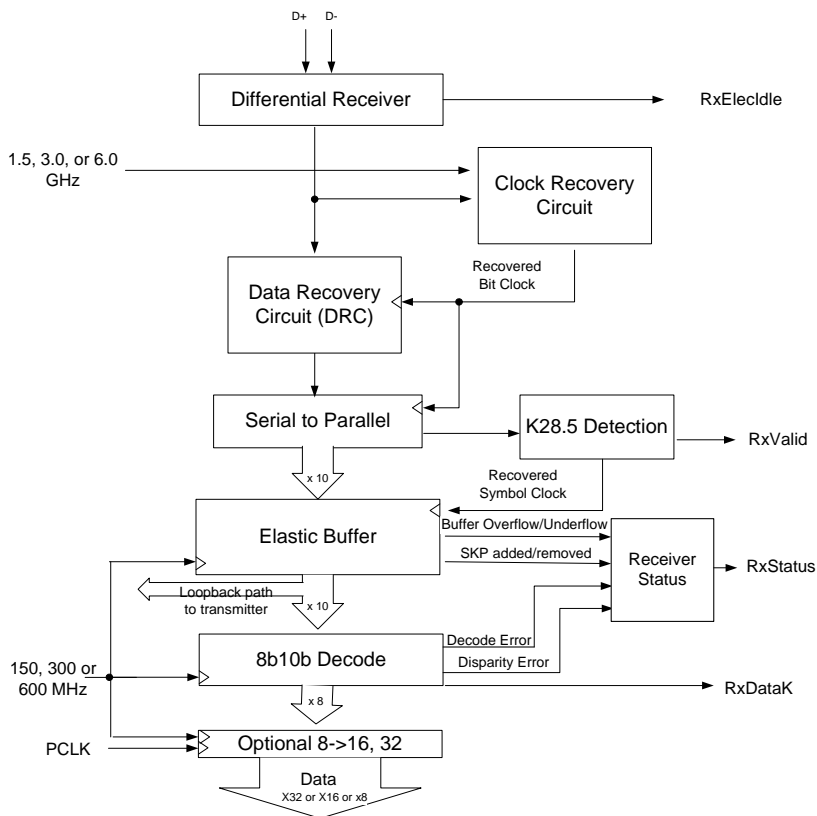 D+ D-
Differential Receiver
RxElecIdle
1.5, 3.0, or 6.0
GHz
Clock Recovery
Circuit
Recovered
Bit Clock
Data Recovery
Circuit (DRC)
Serial to Parallel
K28.5 Detection
RxValid
x 10
Recovered
Symbol Clock
Elastic Buffer
Buffer Overflow/Underflow
SKP added/removed
Receiver
Status
RxStatus
Loopback path
to transmitter
x 10
Decode Error
8b10b Decode
Disparity Error
150, 300 or
600 MHz
RxDataK
x 8
PCLK
Optional 8->16, 32
Data
X32 or X16 or x8